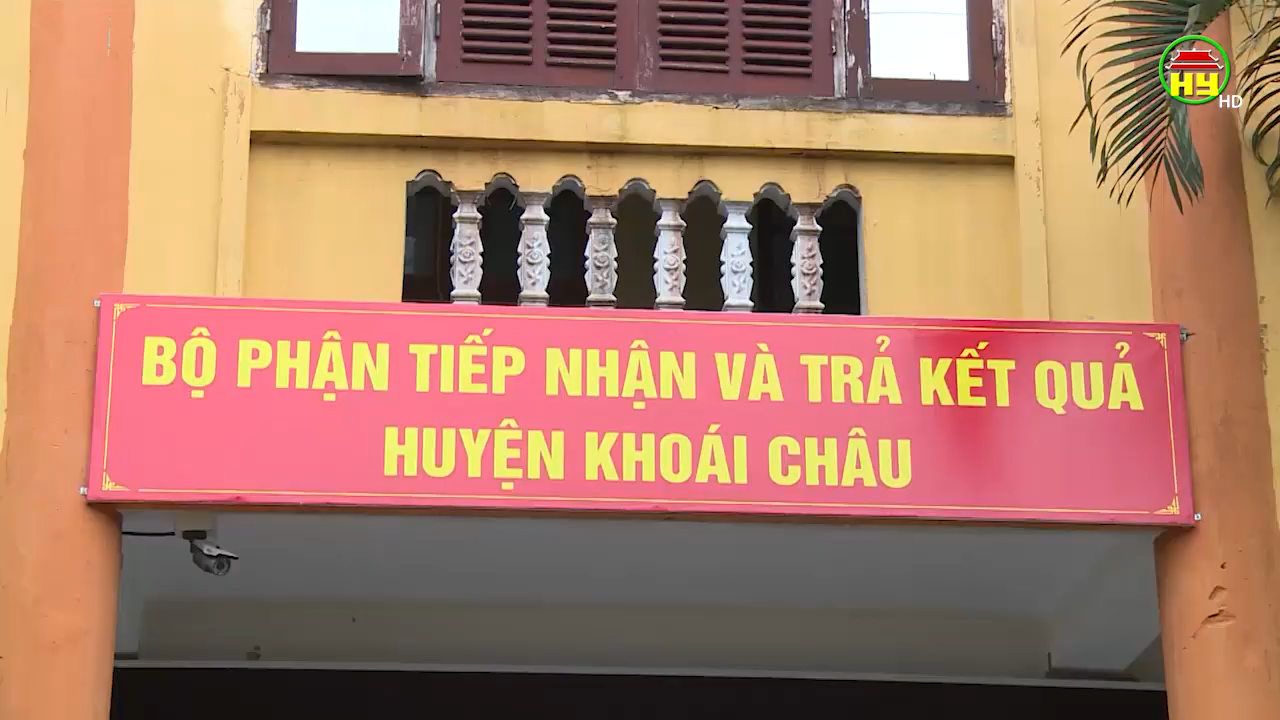 HY
HD
BỘ PHẬN TIẾP NHẬN VÀ TRẢ KẾT QUẢ
HUYỆN KHOÁI CHÂU